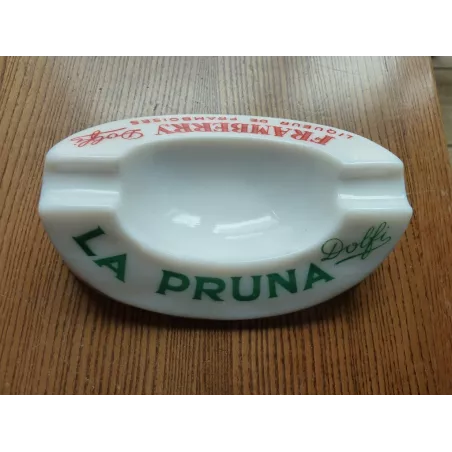 LA PRUNA Dolfi
FRAMBERRY Dolfi
LIQUEUR DE FRAMBOISES